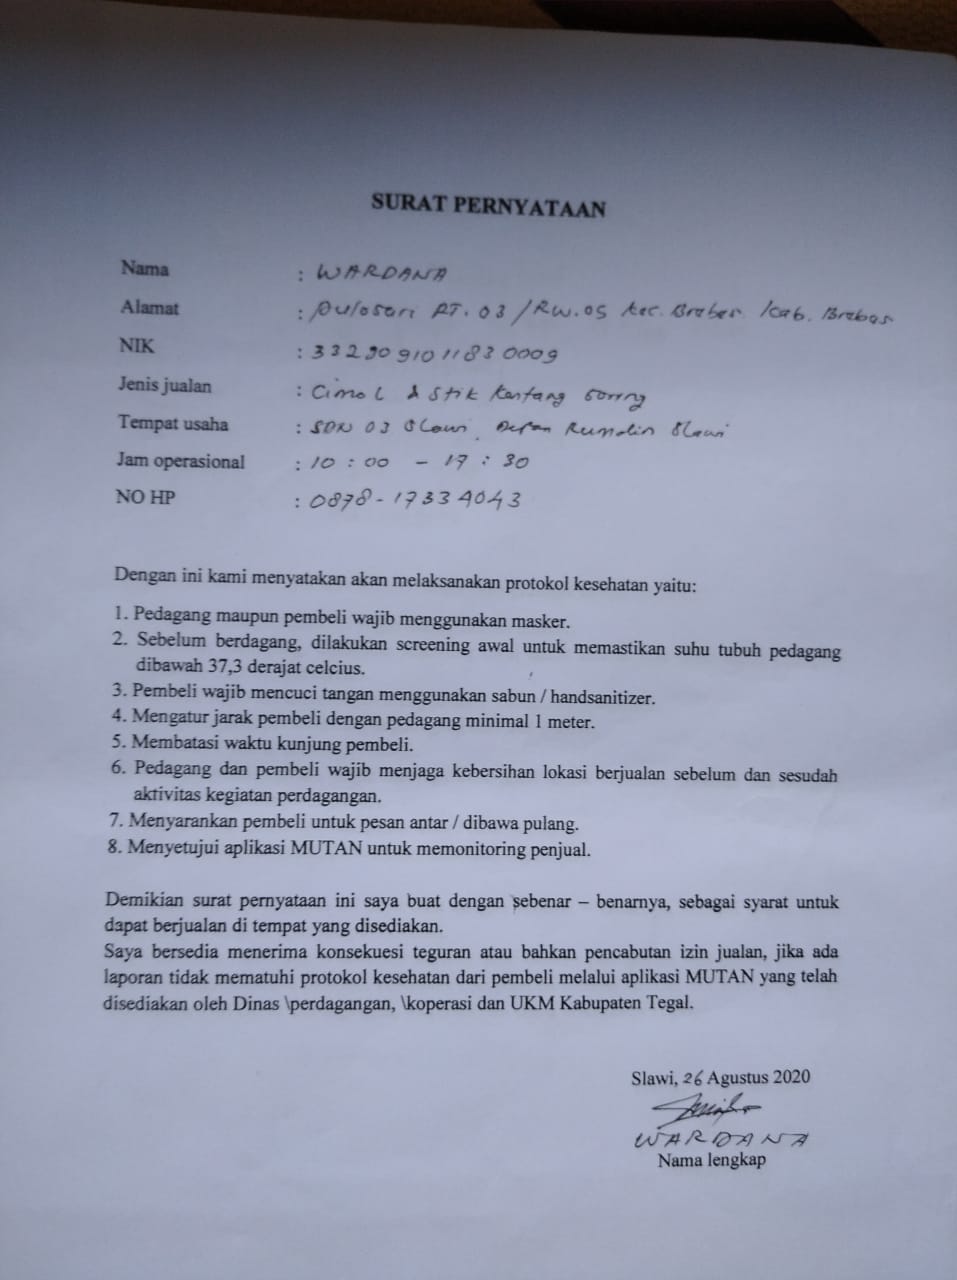 SURAT PERNYATAAN
Nama : WARDANA
Alamat : Pulosari RT. 03 / RW. 05 Kec. Brebes Kab. Brebes
NIK : 3329091011830009
Jenis jualan : Cimol & Stik Kentang Goreng
Tempat usaha : SDN 03 Slawi, Depan Rumdin Slawi
Jam operasional : 10 : 00 - 17 : 30
NO HP : 0878-17334043
Dengan ini kami menyatakan akan melaksanakan protokol kesehatan yaitu:
1. Pedagang maupun pembeli wajib menggunakan masker.
2. Sebelum berdagang, dilakukan screening awal untuk memastikan suhu tubuh pedagang
dibawah 37,3 derajat celcius.
3. Pembeli wajib mencuci tangan menggunakan sabun / handsanitizer.
4. Mengatur jarak pembeli dengan pedagang minimal 1 meter.
5. Membatasi waktu kunjung pembeli.
6. Pedagang dan pembeli wajib menjaga kebersihan lokasi berjualan sebelum dan sesudah
aktivitas kegiatan perdagangan.
7. Menyarankan pembeli untuk pesan antar / dibawa pulang.
8. Menyetujui aplikasi MUTAN untuk memonitoring penjual.
Demikian surat pernyataan ini saya buat dengan sebenar – benarnya, sebagai syarat untuk
dapat berjualan di tempat yang disediakan.
Saya bersedia menerima konsekuesi teguran atau bahkan pencabutan izin jualan, jika ada
laporan tidak mematuhi protokol kesehatan dari pembeli melalui aplikasi MUTAN yang telah
disediakan oleh Dinas \perdagangan, \koperasi dan UKM Kabupaten Tegal.
Slawi, 26 Agustus 2020
WARDANA
Nama lengkap